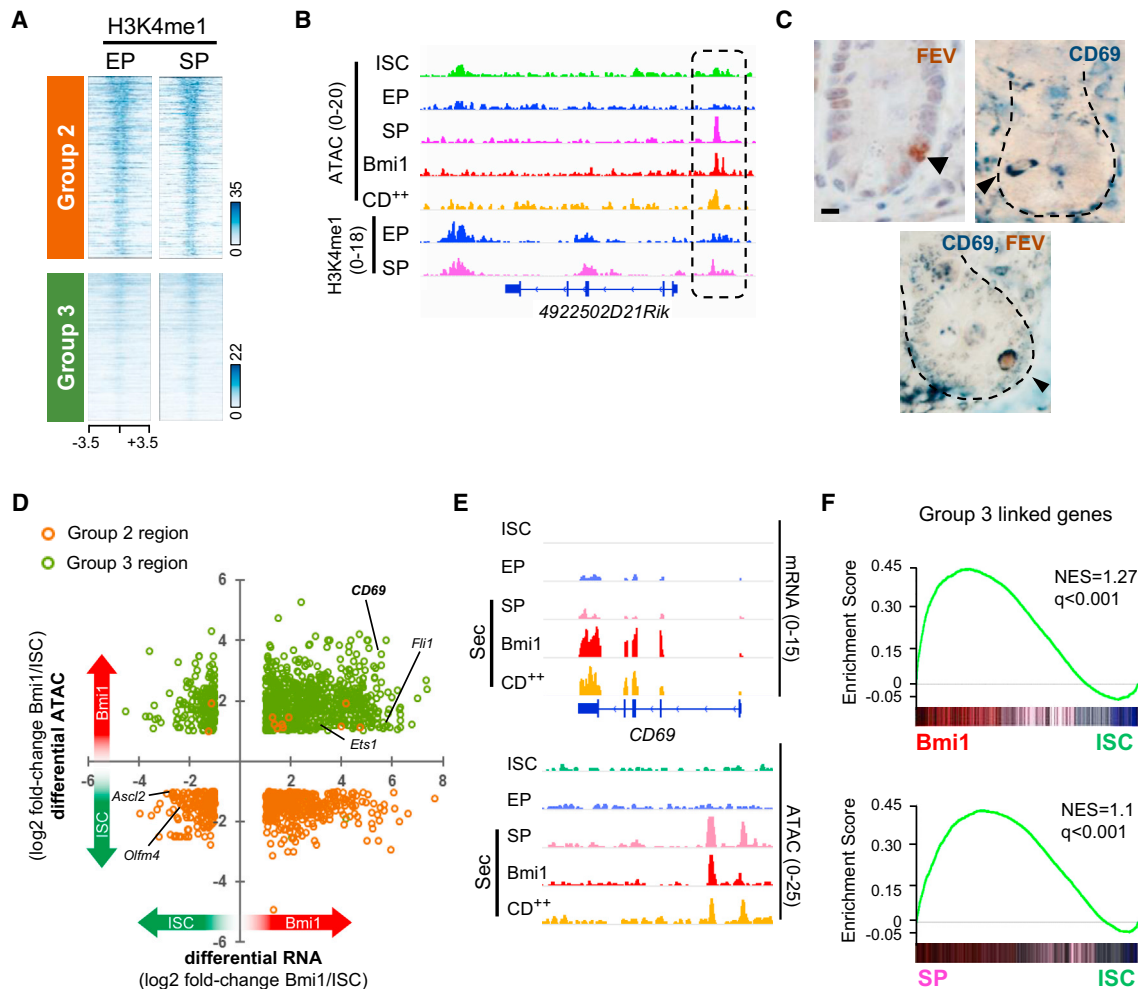 A
H3K4me1
EP SP
Group 2
0 35
Group 3
0 22
-3.5 +3.5
B
ATAC (0-20)
ISC
EP
SP
Bmi1
CD++
H3K4me1
(0-18)
EP
SP
4922502D21Rik
C
FEV
CD69
CD69, FEV
D
Group 2 region
Group 3 region
6
4
2
-2
-4
-6
-6 -4 -2 0 2 4 6 8
CD69
Fli1
Ets1
Ascl2
Olfm4
Bmi1
ISC
(log2 fold-change Bmi1/ISC)
differential ATAC
ISC
Bmi1
differential RNA
(log2 fold-change Bmi1/ISC)
E
ISC
EP
SP
Bmi1
CD++
Sec
mRNA (0-15)
CD69
ISC
EP
SP
Bmi1
CD++
Sec
ATAC (0-25)
F
Group 3 linked genes
Enrichment Score
0.45
0.30
0.15
0
-0.05
NES=1.27
q<0.001
Bmi1 ISC
Enrichment Score
0.45
0.30
0.15
0
-0.05
NES=1.1
q<0.001
SP ISC